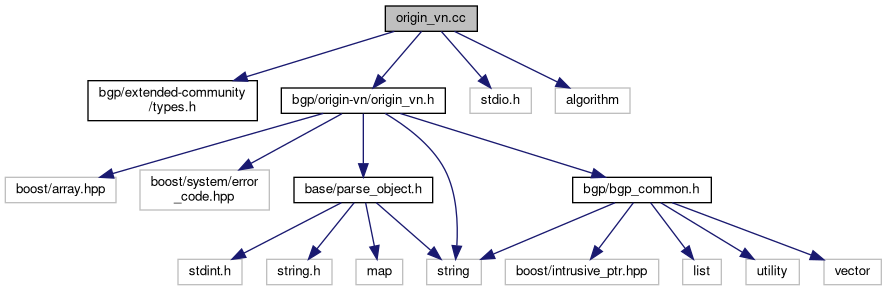 origin_vn.cc
bgp/extended-community
/types.h
bgp/origin-vn/origin_vn.h
stdio.h
algorithm
boost/array.hpp
boost/system/error
_code.hpp
base/parse_object.h
bgp/bgp_common.h
stdint.h
string.h
map
string
boost/intrusive_ptr.hpp
list
utility
vector